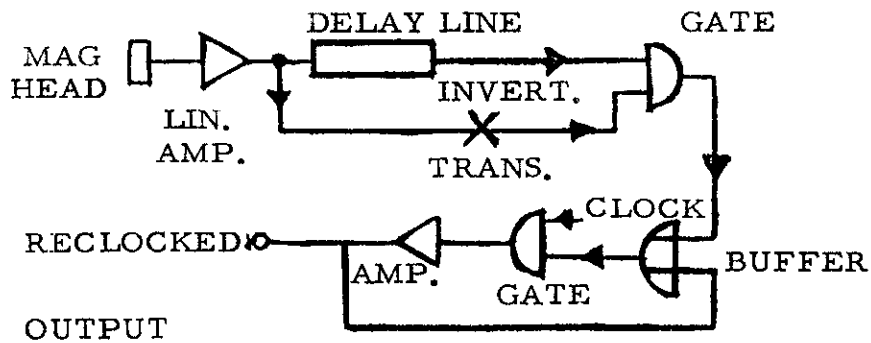 DELAY LINE
GATE
MAG
HEAD
INVERT.
LIN.
AMP.
TRANS.
CLOCK
RECLOCKED
BUFFER
AMP.
GATE
OUTPUT